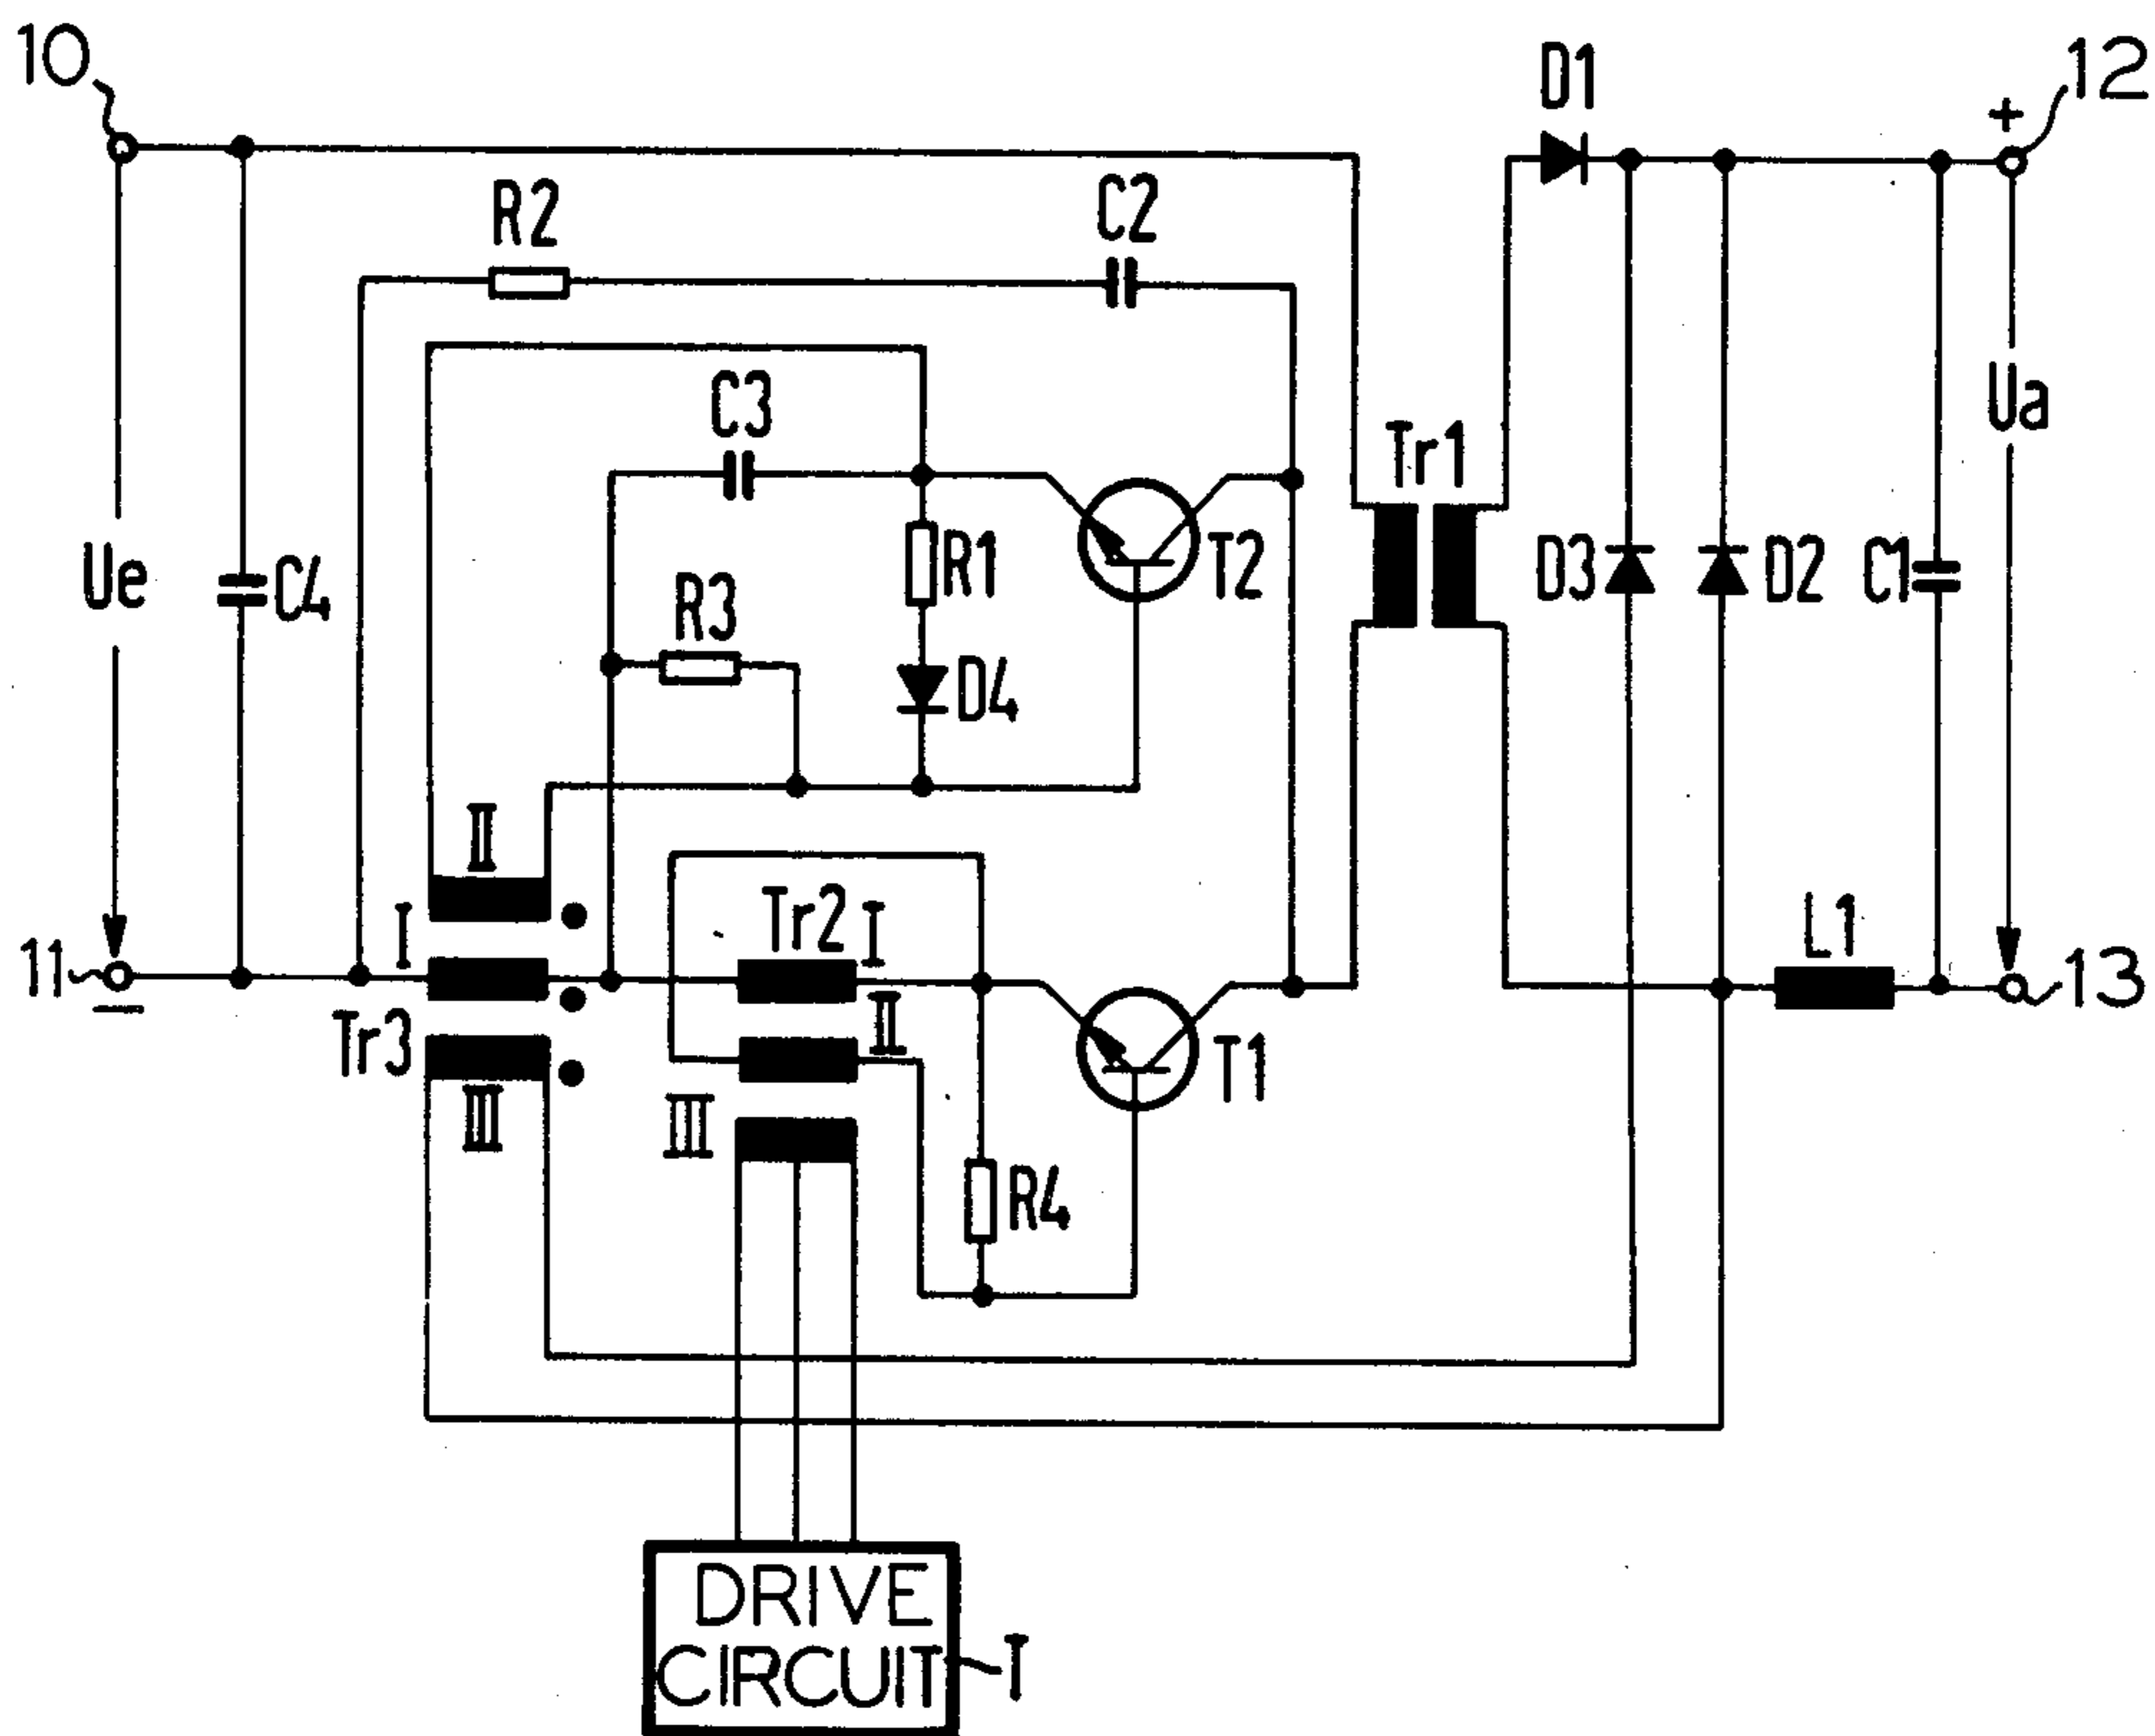 10
D1
+
12
R2
C2
C3
Tr1
Ua
Ue
C4
R1
T2
D3
D2
C1
R3
D4
II
I
Tr2
I
L1
11
−
Tr3
II
T1
13
III
III
R4
DRIVE
CIRCUIT
I